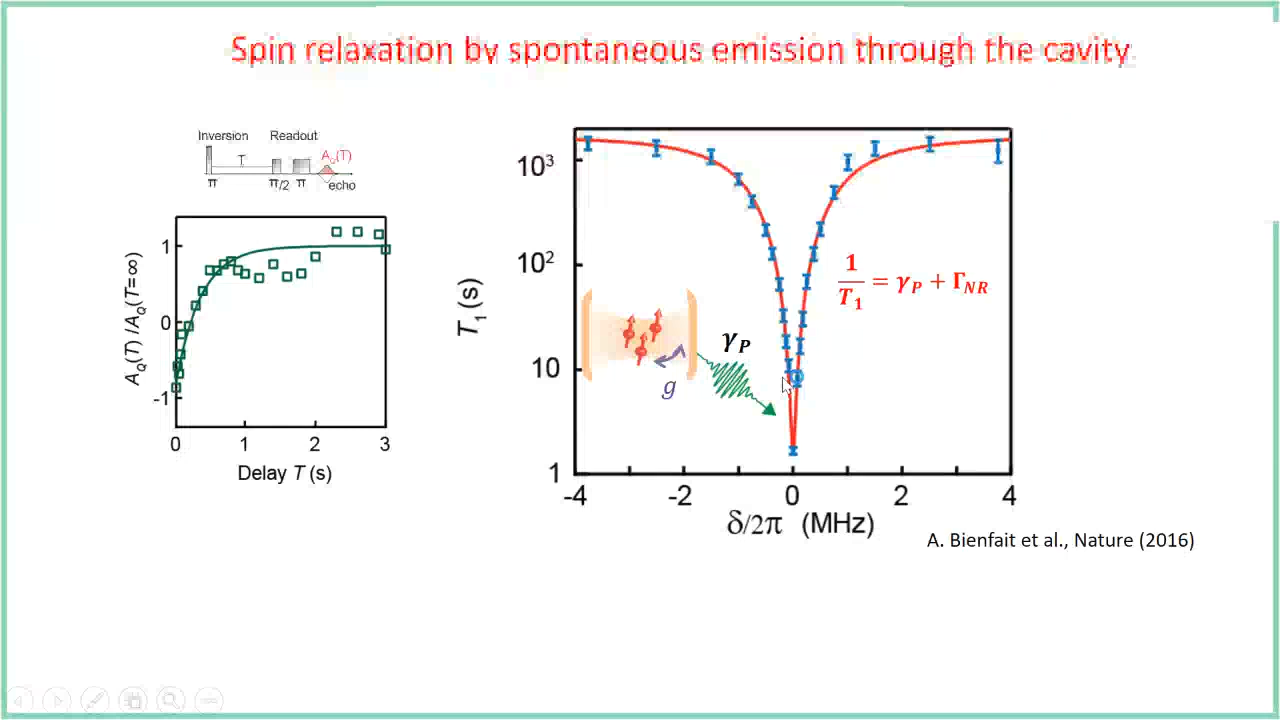 Spin relaxation by spontaneous emission through the cavity
Inversion Readout
T
A_Q(T)
π π/2 π echo
A_Q(T) /A_Q(T=∞)
1
0
-1
0 1 2 3
Delay T (s)
T₁ (s)
10³
10²
10
1
-4 -2 0 2 4
δ/2π (MHz)
1/T₁ = γ_P + Γ_NR
γ_P
g
A. Bienfait et al., Nature (2016)